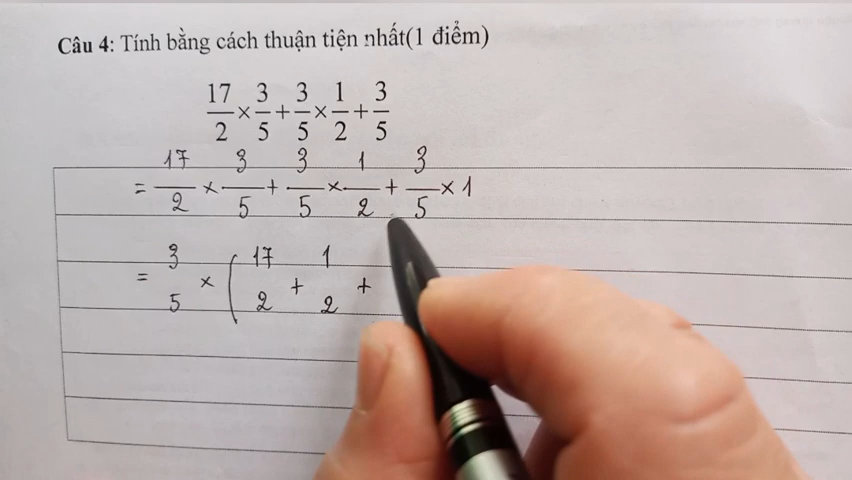 Câu 4: Tính bằng cách thuận tiện nhất(1 điểm)
17/2 × 3/5 + 3/5 × 1/2 + 3/5
= 17/2 × 3/5 + 3/5 × 1/2 + 3/5 × 1
= 3/5 × ( 17/2 + 1/2 +